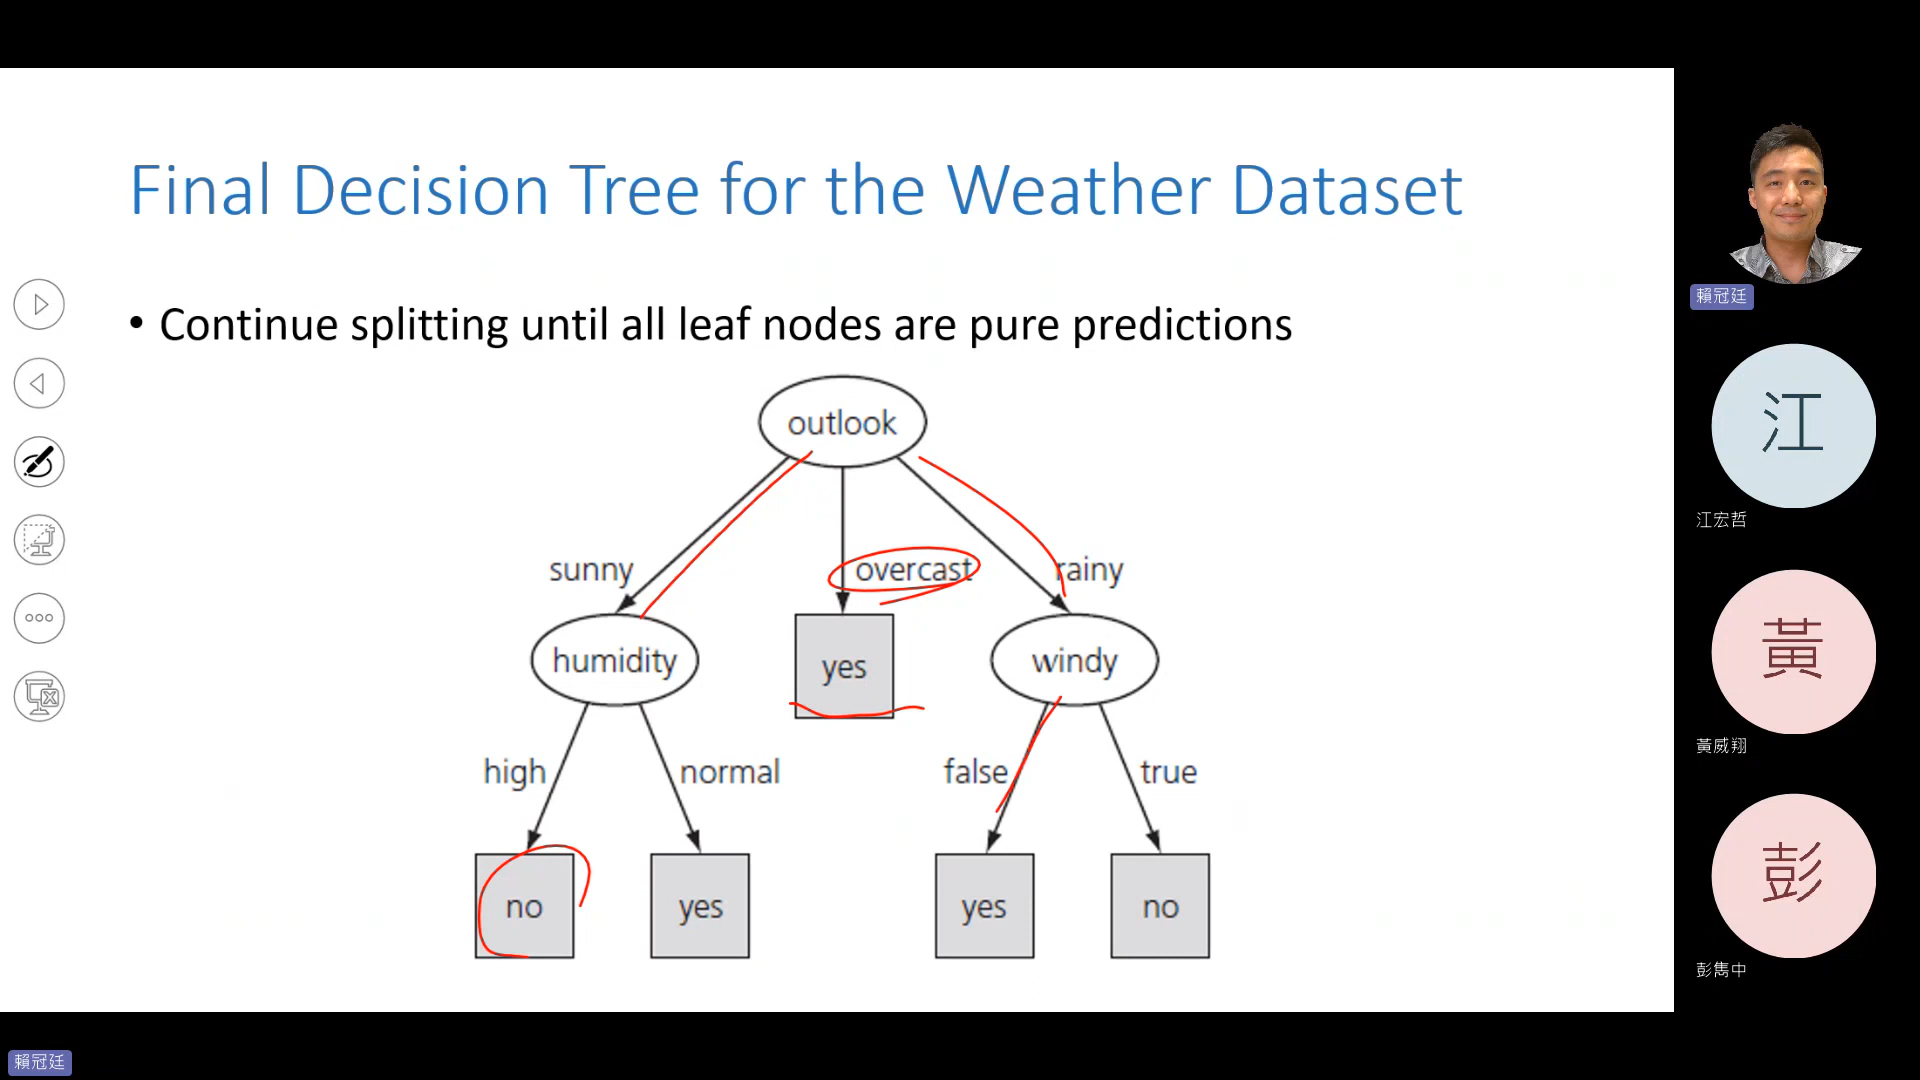 Final Decision Tree for the Weather Dataset
• Continue splitting until all leaf nodes are pure predictions
outlook
sunny
overcast
rainy
humidity
yes
windy
high
normal
false
true
no
yes
yes
no
賴冠廷
江
江宏哲
黃
黃威翔
彭
彭雋中
賴冠廷